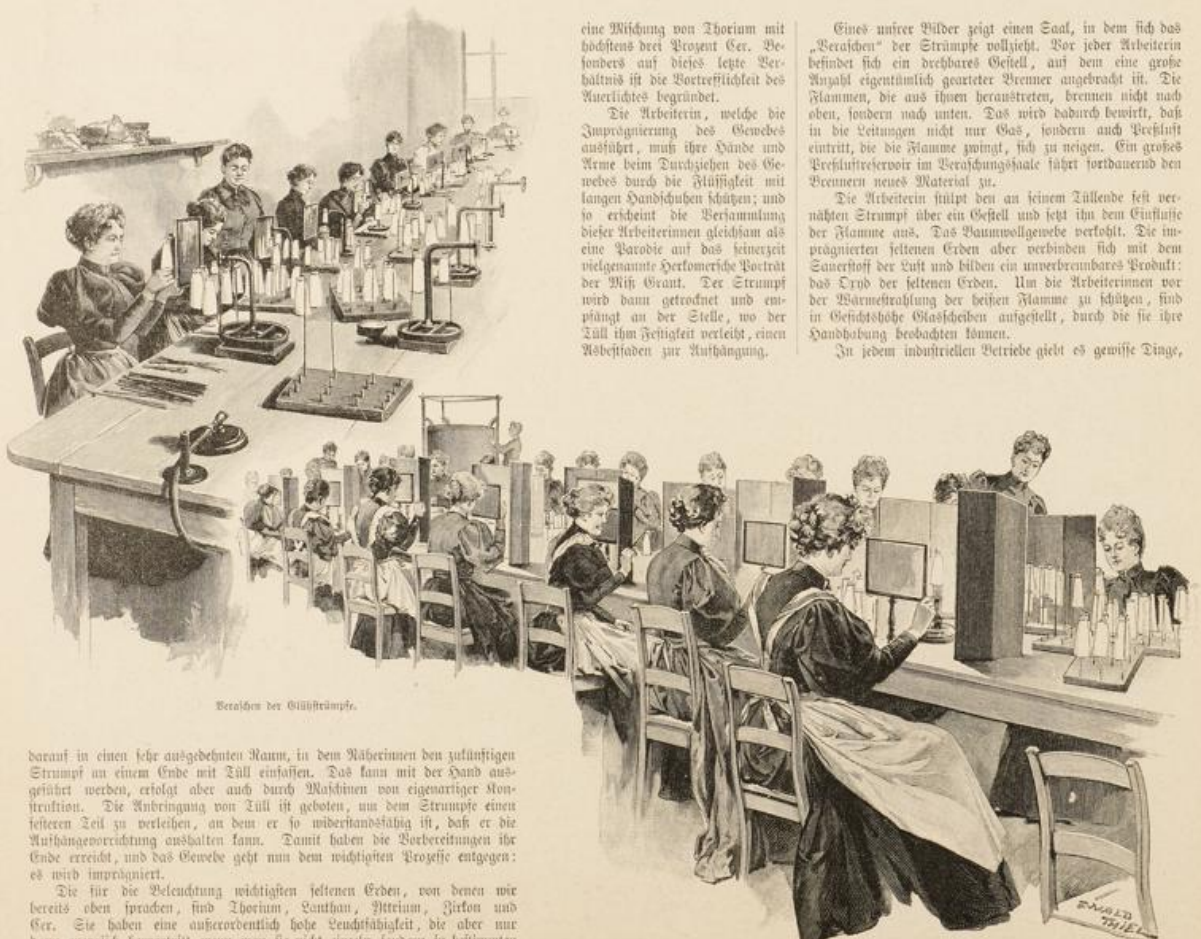 darauf in einen sehr ausgedehnten Raum, in dem Näherinnen den zukünftigen
Strumpf an einem Ende mit Tüll einfassen. Das kann mit der Hand aus-
geführt werden, erfolgt aber auch durch Maschinen von eigenartiger Kon-
struktion. Die Anbringung von Tüll ist geboten, um dem Strumpfe einen
festeren Teil zu verleihen, an dem er so widerstandsfähig ist, daß er die
Aufhängevorrichtung aushalten kann. Damit haben die Vorbereitungen ihr
Ende erreicht, und das Gewebe geht nun dem wichtigsten Prozesse entgegen:
es wird imprägniert.
Die für die Beleuchtung wichtigsten seltenen Erden, von denen wir
bereits oben sprachen, sind Thorium, Lanthan, Yttrium, Zirkon und
Cer. Sie haben eine außerordentlich hohe Leuchtfähigkeit, die aber nur
eine Mischung von Thorium mit
höchstens drei Prozent Cer. Be-
sonders auf dieses letzte Ver-
hältnis ist die Vortrefflichkeit des
Auerlichtes begründet.
Die Arbeiterin, welche die
Imprägnierung des Gewebes
ausführt, muß ihre Hände und
Arme beim Durchziehen des Ge-
webes durch die Flüssigkeit mit
langen Handschuhen schützen; und
so erscheint die Versammlung
dieser Arbeiterinnen gleichsam als
eine Parodie auf das seinerzeit
vielgenannte Herkomersche Porträt
der Miß Grant. Der Strumpf
wird dann getrocknet und em-
pfängt an der Stelle, wo der
Tüll ihm Festigkeit verleiht, einen
Asbestfaden zur Aufhängung.
Eines unsrer Bilder zeigt einen Saal, in dem sich das
„Veraschen“ der Strümpfe vollzieht. Vor jeder Arbeiterin
befindet sich ein drehbares Gestell, auf dem eine große
Anzahl eigentümlich gearteter Brenner angebracht ist. Die
Flammen, die aus ihnen heraustreten, brennen nicht nach
oben, sondern nach unten. Das wird dadurch bewirkt, daß
in die Leitungen nicht nur Gas, sondern auch Preßluft
eintritt, die die Flamme zwingt, sich zu neigen. Ein großes
Preßluftreservoir im Veraschungssaale führt fortdauernd den
Brennern neues Material zu.
Die Arbeiterin stülpt den an seinem Tüllende fest ver-
nähten Strumpf über ein Gestell und setzt ihn dem Einflusse
der Flamme aus. Das Baumwollgewebe verkohlt. Die im-
prägnierten seltenen Erden aber verbinden sich mit dem
Sauerstoff der Luft und bilden ein unverbrennbares Produkt:
das Oxyd der seltenen Erden. Um die Arbeiterinnen vor
der Wärmestrahlung der heißen Flamme zu schützen, sind
in Gesichtshöhe Glasscheiben aufgestellt, durch die sie ihre
Handhabung beobachten können.
In jedem industriellen Betriebe giebt es gewisse Dinge,
Veraschen der Glühstrümpfe.
EWALD
THIEL